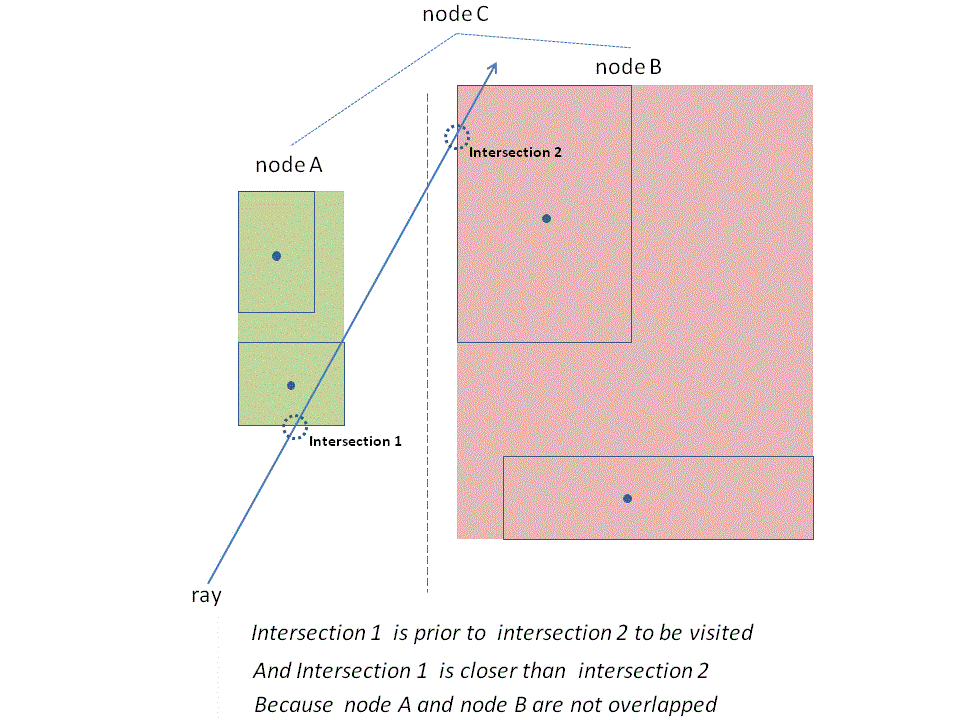 node C
node B
Intersection 2
node A
Intersection 1
ray
Intersection 1 is prior to intersection 2 to be visited
And Intersection 1 is closer than intersection 2
Because node A and node B are not overlapped